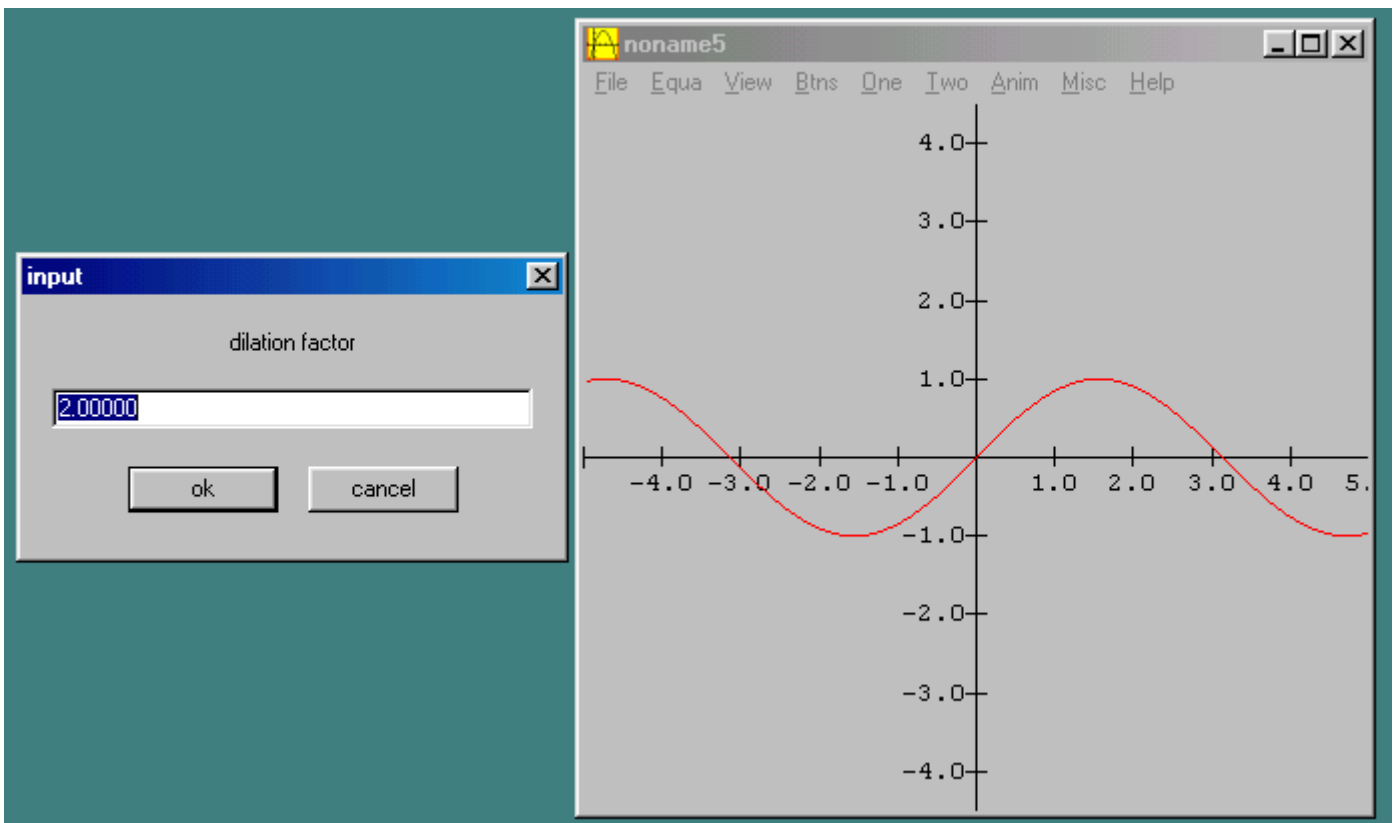 input
dilation factor
2.00000
ok cancel
noname5
File Equa View Btns One Two Anim Misc Help
4.0
3.0
2.0
1.0
-4.0 -3.0 -2.0 -1.0 1.0 2.0 3.0 4.0 5.
-1.0
-2.0
-3.0
-4.0